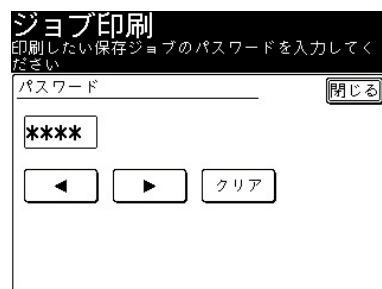 ジョブ印刷
印刷したい保存ジョブのパスワードを入力してく
ださい
パスワード
閉じる
****
◀ ▶ クリア